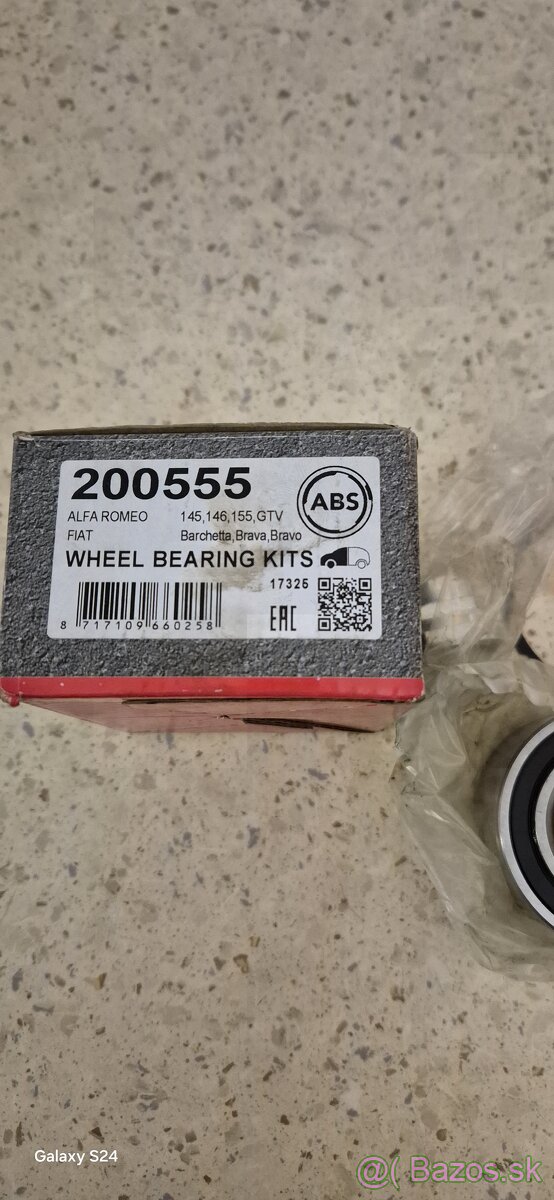 200555
ABS
ALFA ROMEO 145,146,155,GTV
FIAT Barchetta,Brava,Bravo
WHEEL BEARING KITS
17325
8 717109 660258
EAC
Galaxy S24
@( Bazos.sk